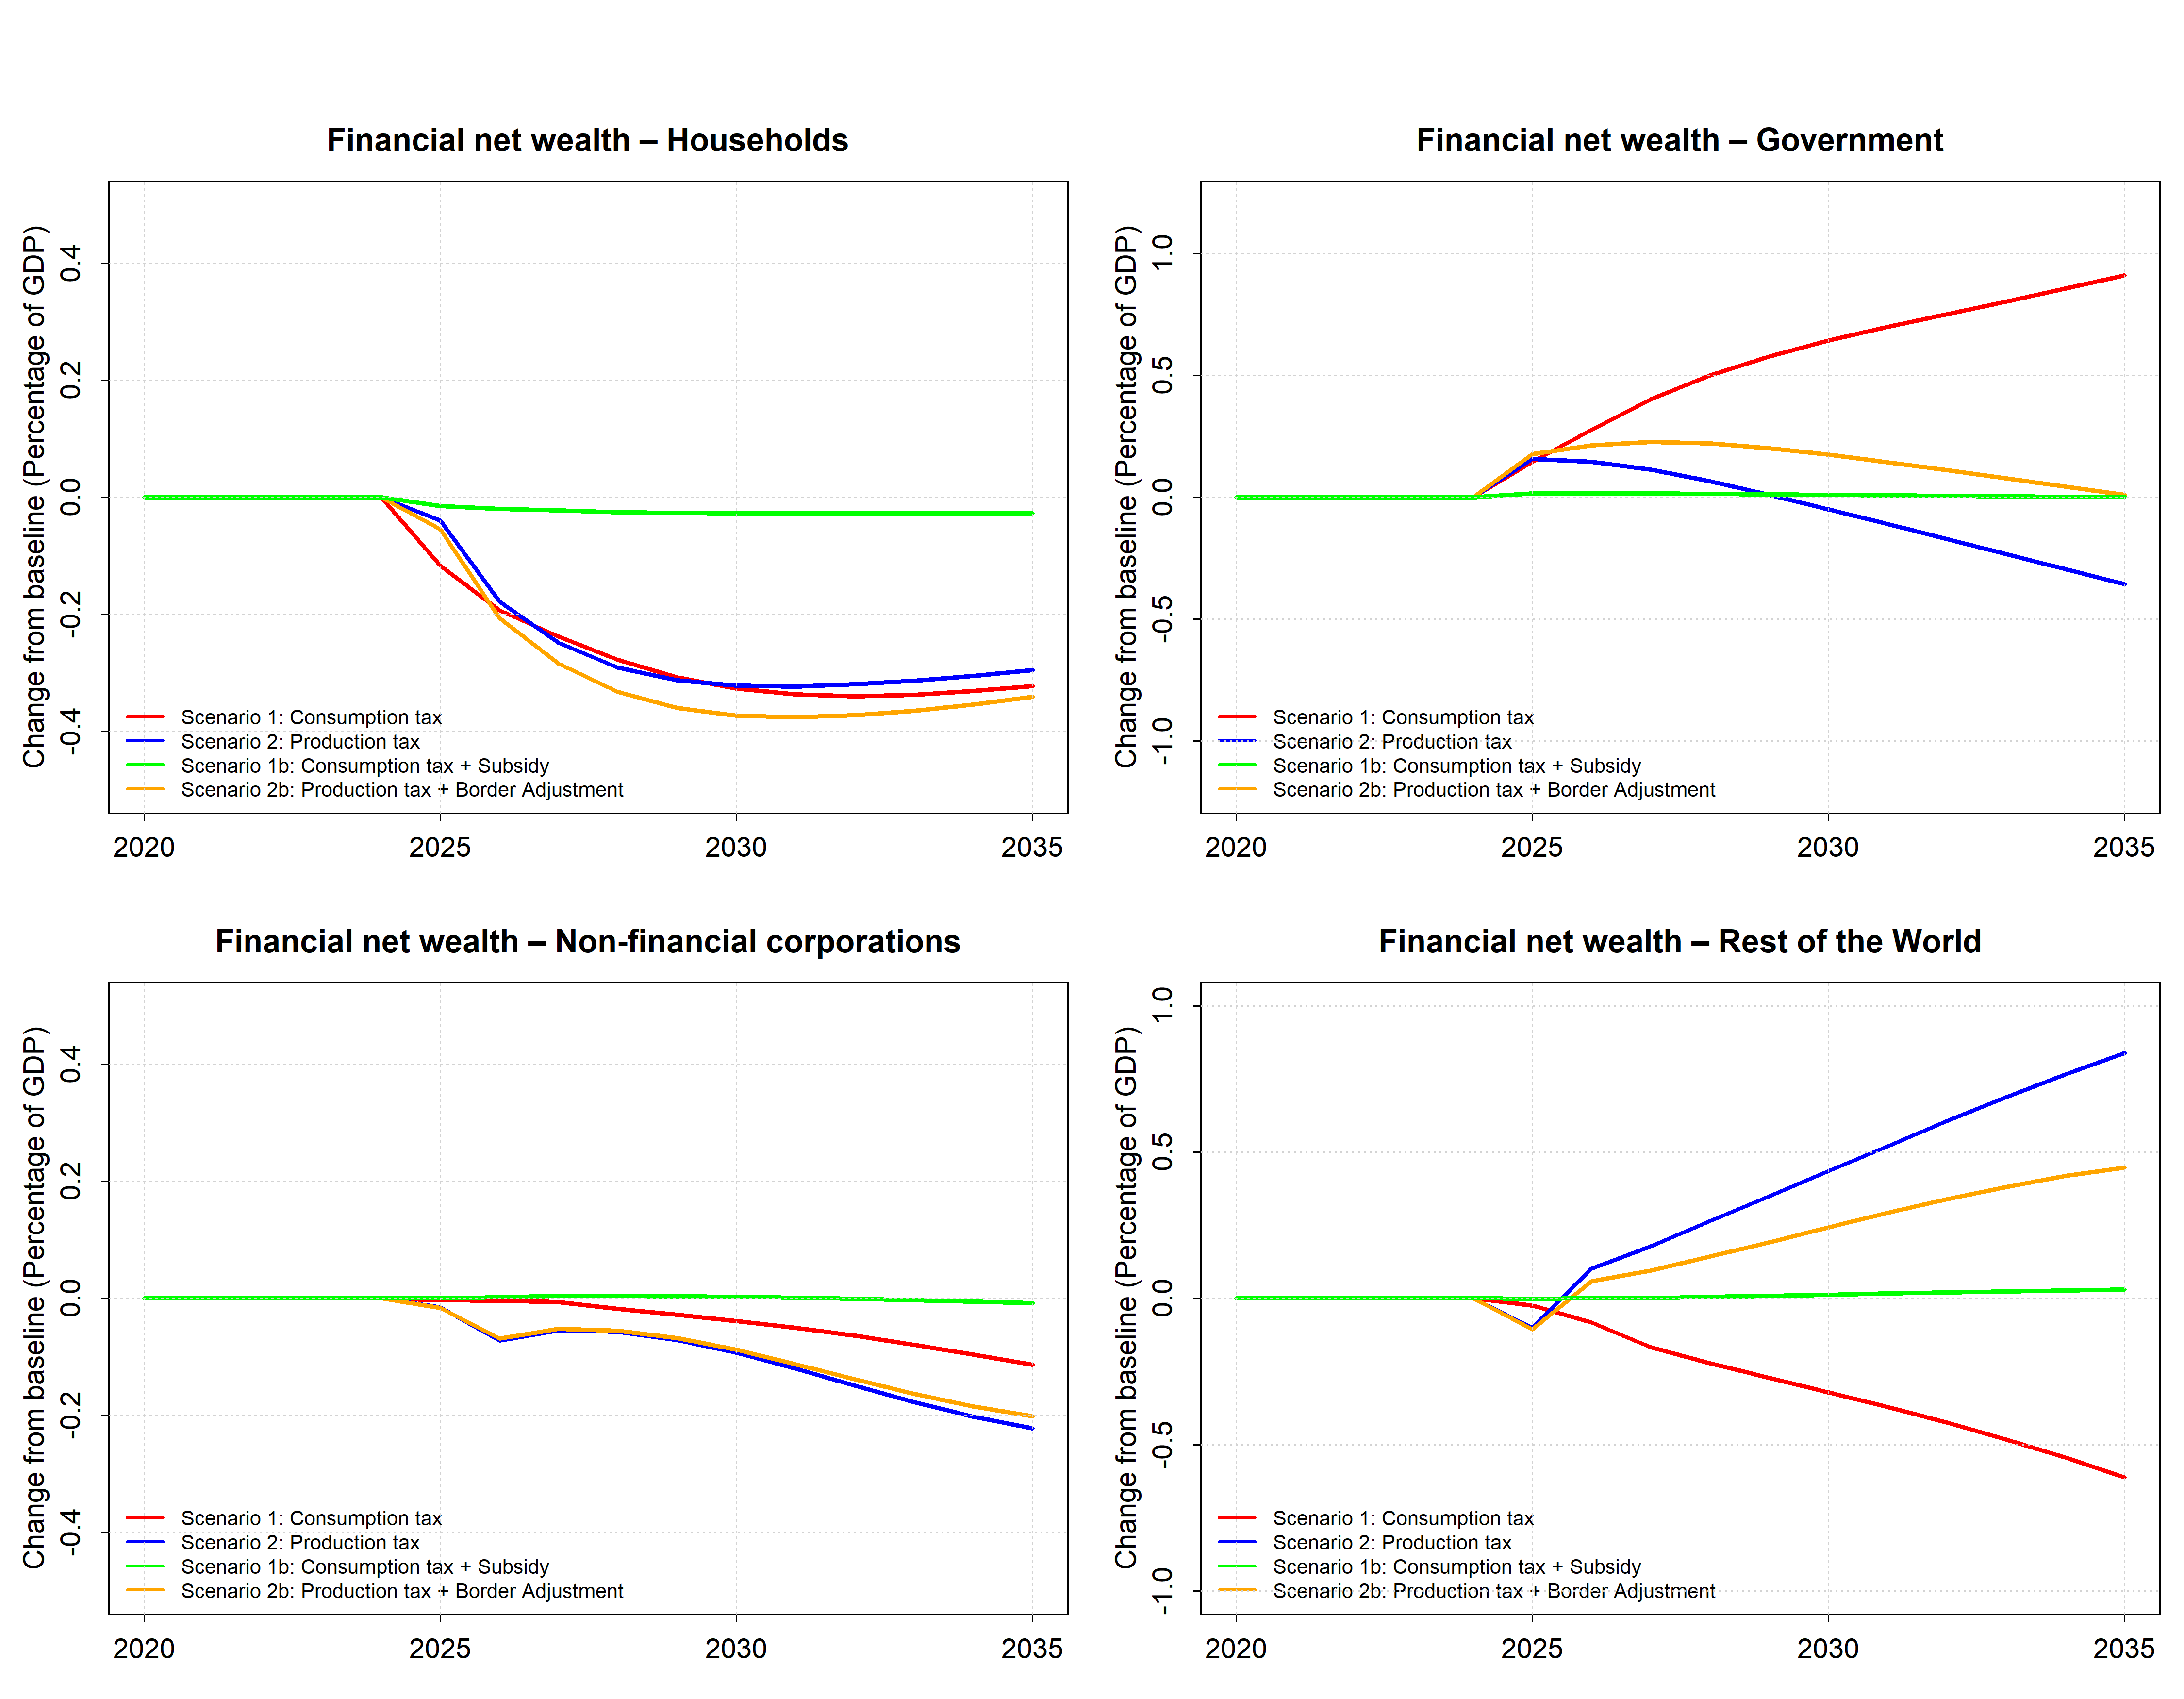 Financial net wealth – Households
Change from baseline (Percentage of GDP)
0.4
0.2
0.0
-0.2
-0.4
Scenario 1: Consumption tax
Scenario 2: Production tax
Scenario 1b: Consumption tax + Subsidy
Scenario 2b: Production tax + Border Adjustment
2020 2025 2030 2035
Financial net wealth – Government
Change from baseline (Percentage of GDP)
1.0
0.5
0.0
-0.5
-1.0
Scenario 1: Consumption tax
Scenario 2: Production tax
Scenario 1b: Consumption tax + Subsidy
Scenario 2b: Production tax + Border Adjustment
2020 2025 2030 2035
Financial net wealth – Non-financial corporations
Change from baseline (Percentage of GDP)
0.4
0.2
0.0
-0.2
-0.4
Scenario 1: Consumption tax
Scenario 2: Production tax
Scenario 1b: Consumption tax + Subsidy
Scenario 2b: Production tax + Border Adjustment
2020 2025 2030 2035
Financial net wealth – Rest of the World
Change from baseline (Percentage of GDP)
1.0
0.5
0.0
-0.5
-1.0
Scenario 1: Consumption tax
Scenario 2: Production tax
Scenario 1b: Consumption tax + Subsidy
Scenario 2b: Production tax + Border Adjustment
2020 2025 2030 2035